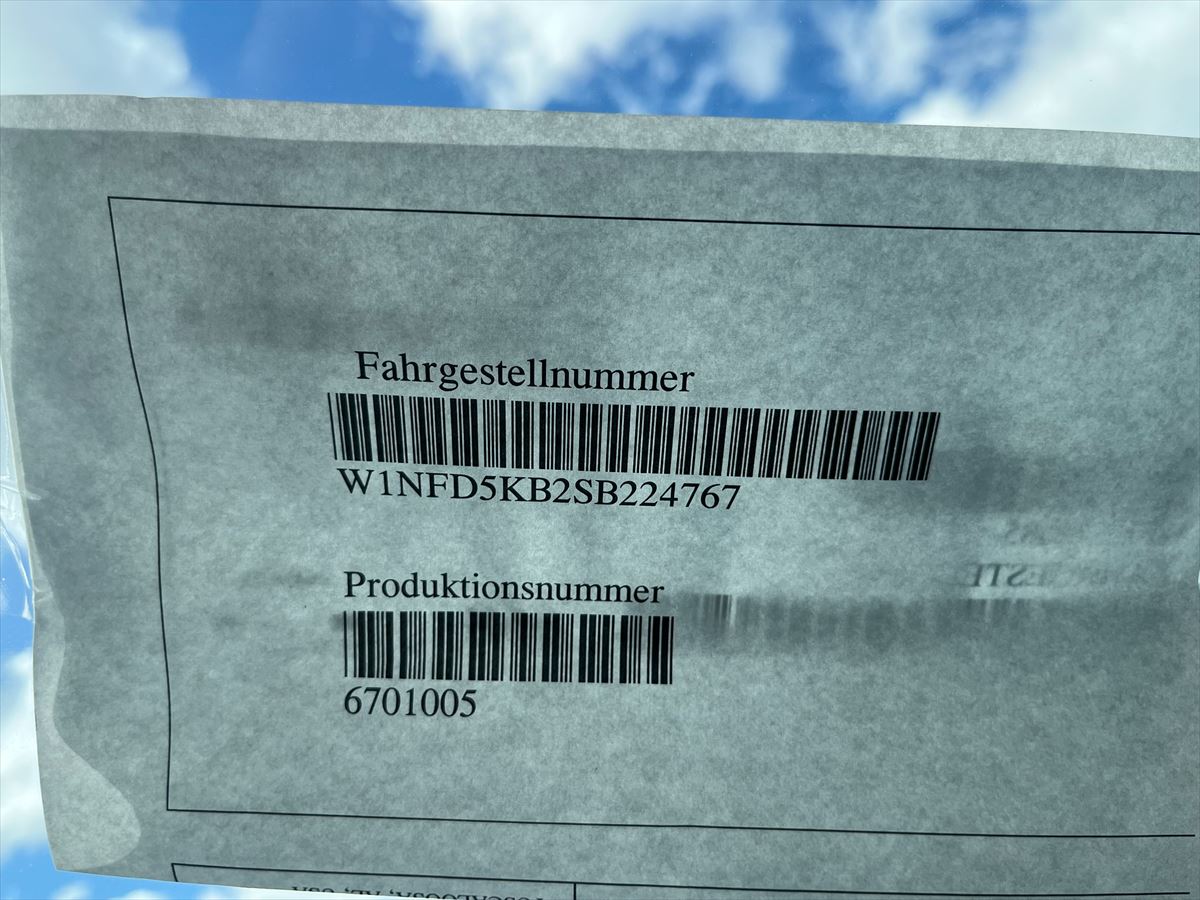 Fahrgestellnummer
W1NFD5KB2SB224767
Produktionsnummer
6701005